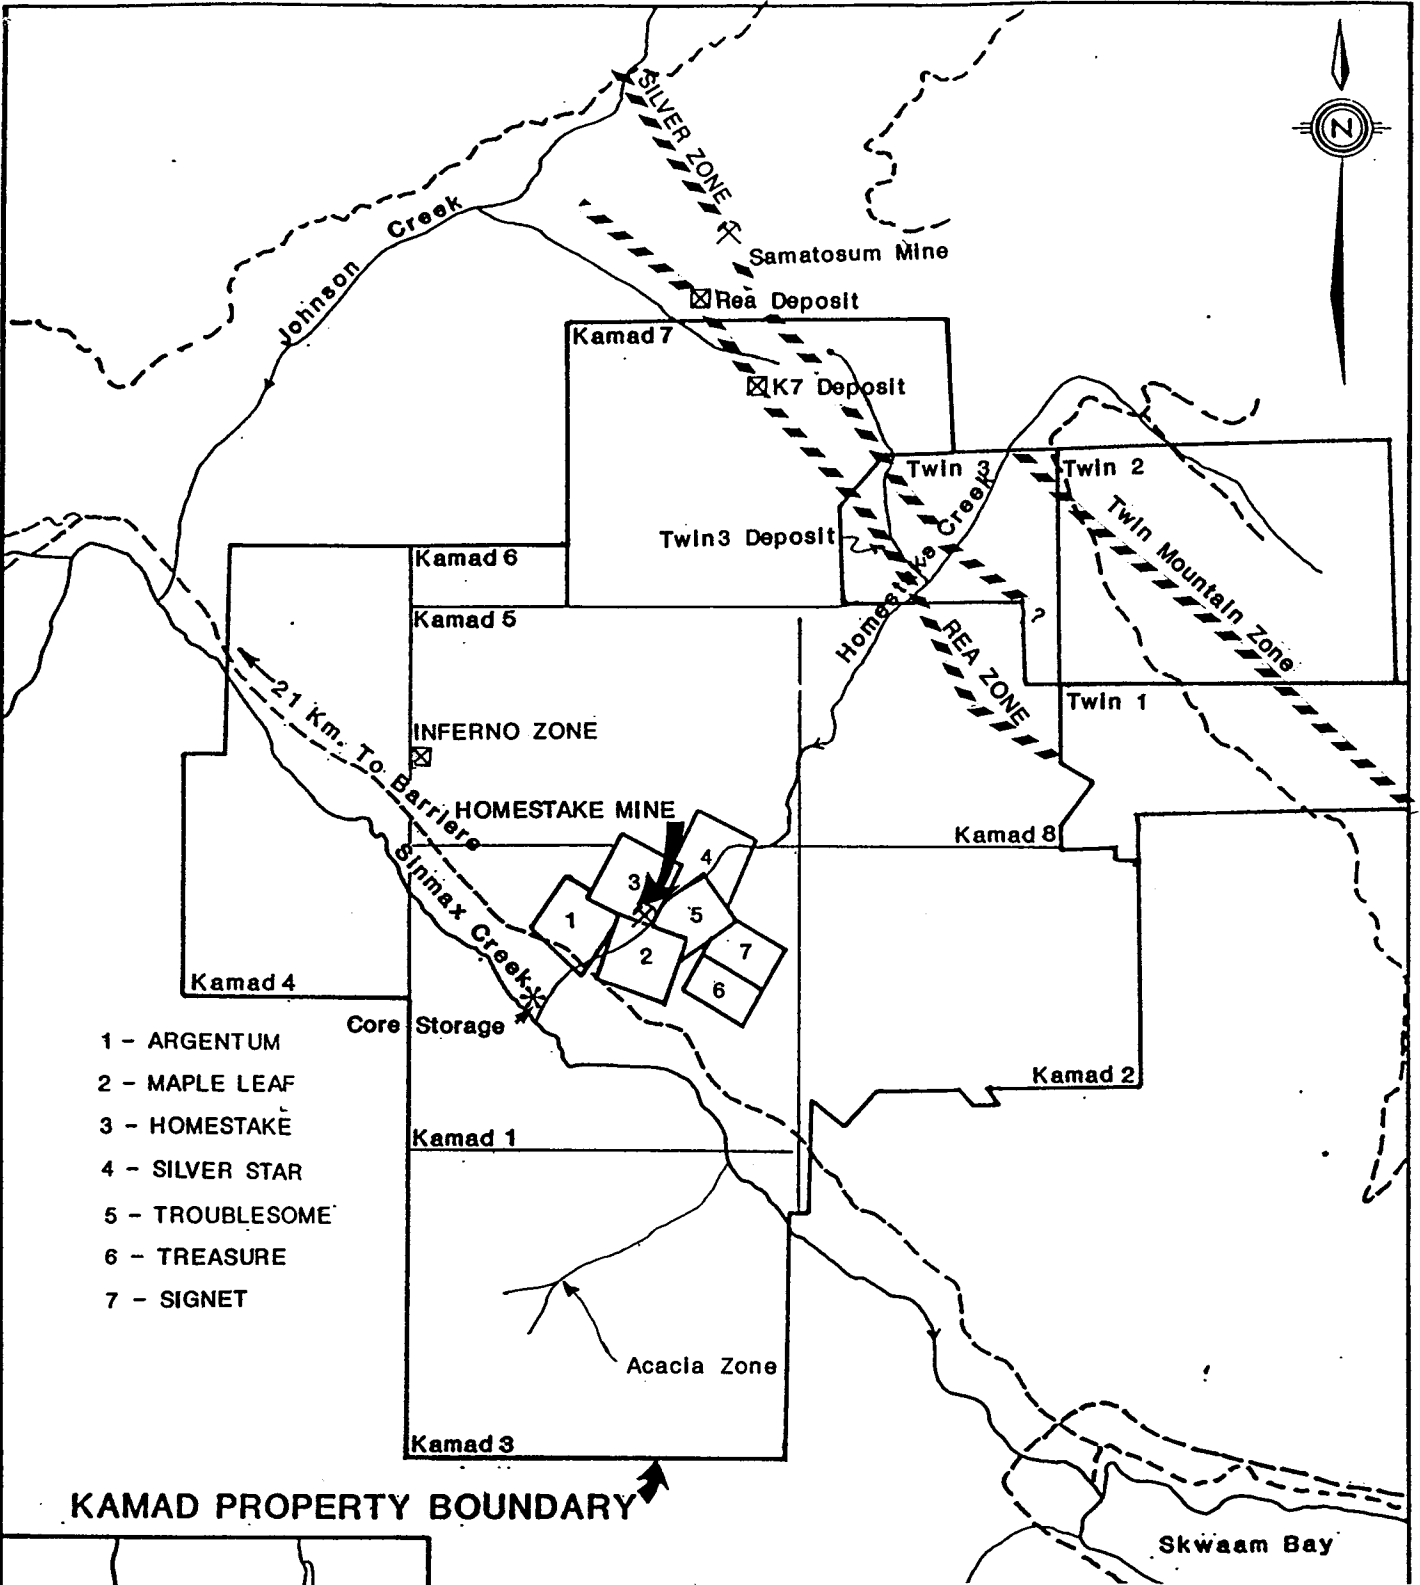 SILVER ZONE
N
Johnson Creek
Samatosum Mine
Rea Deposit
Kamad 7
K7 Deposit
Twin 3
Twin 2
Twin3 Deposit
Homestake Creek
Twin Mountain Zone
Kamad 6
Kamad 5
?
REA ZONE
Twin 1
21 Km. To Barriere
INFERNO ZONE
HOMESTAKE MINE
Kamad 8
Sinmax Creek
4
3
5
1
7
2
6
Kamad 4
Core Storage
Kamad 2
1 - ARGENTUM
2 - MAPLE LEAF
3 - HOMESTAKE
4 - SILVER STAR
5 - TROUBLESOME
6 - TREASURE
7 - SIGNET
Kamad 1
Acacia Zone
Kamad 3
KAMAD PROPERTY BOUNDARY
Skwaam Bay